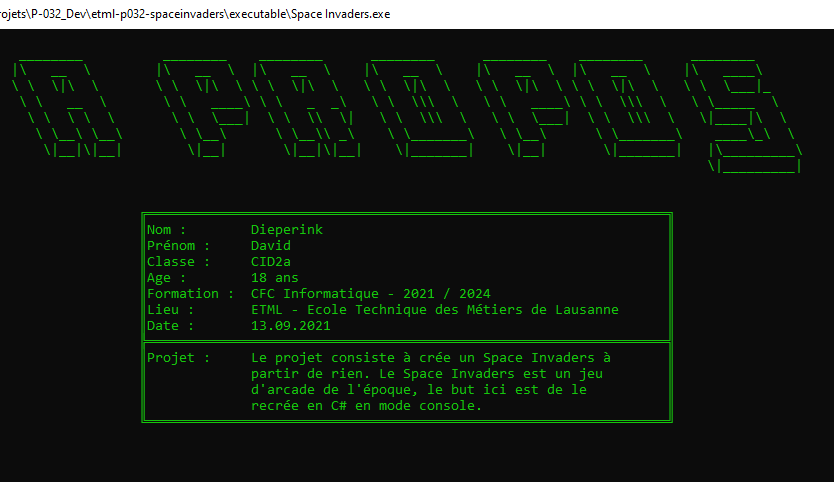 rojets\P-032_Dev\etml-p032-spaceinvaders\executable\Space Invaders.exe
A PROPOS
Nom : Dieperink
Prénom : David
Classe : CID2a
Age : 18 ans
Formation : CFC Informatique - 2021 / 2024
Lieu : ETML - Ecole Technique des Métiers de Lausanne
Date : 13.09.2021
Projet : Le projet consiste à crée un Space Invaders à
partir de rien. Le Space Invaders est un jeu
d'arcade de l'époque, le but ici est de le
recrée en C# en mode console.